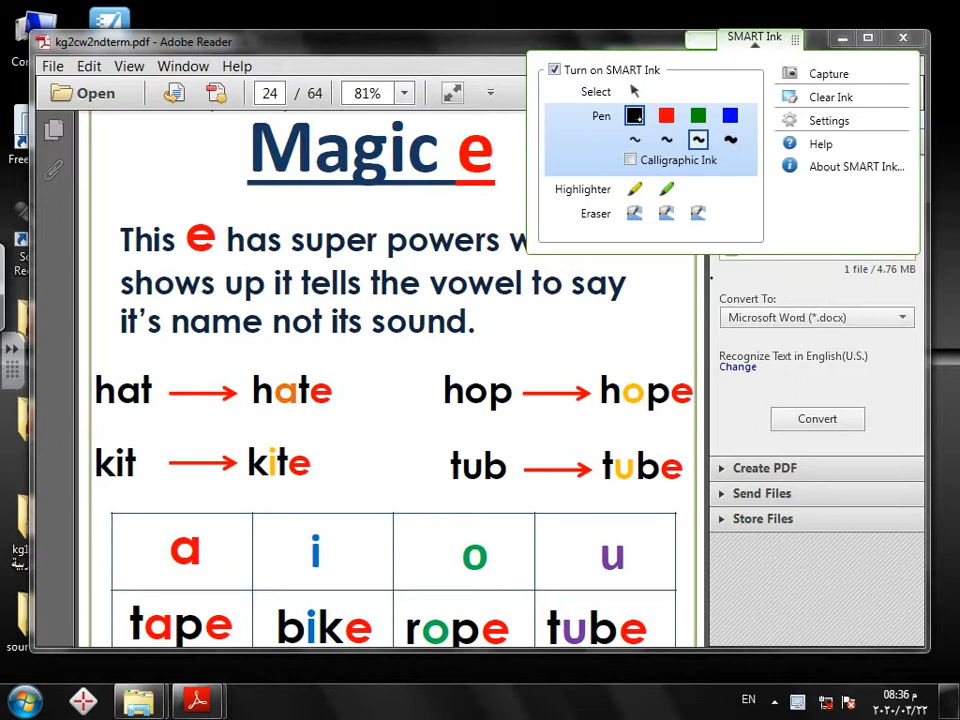 kg2cw2ndterm.pdf - Adobe Reader
SMART Ink
File Edit View Window Help
Open 24 / 64 81%
Turn on SMART Ink
Select
Pen
Calligraphic Ink
Highlighter
Eraser
Capture
Clear Ink
Settings
Help
About SMART Ink...
Magic e
This e has super powers
shows up it tells the vowel to say
it's name not its sound.
hat hate hop hope
kit kite tub tube
a i o u
tape bike rope tube
1 file / 4.76 MB
Convert To:
Microsoft Word (*.docx)
Recognize Text in English(U.S.)
Change
Convert
Create PDF
Send Files
Store Files
EN
08:36 م
٢٠٢٠/٠٣/٢٢